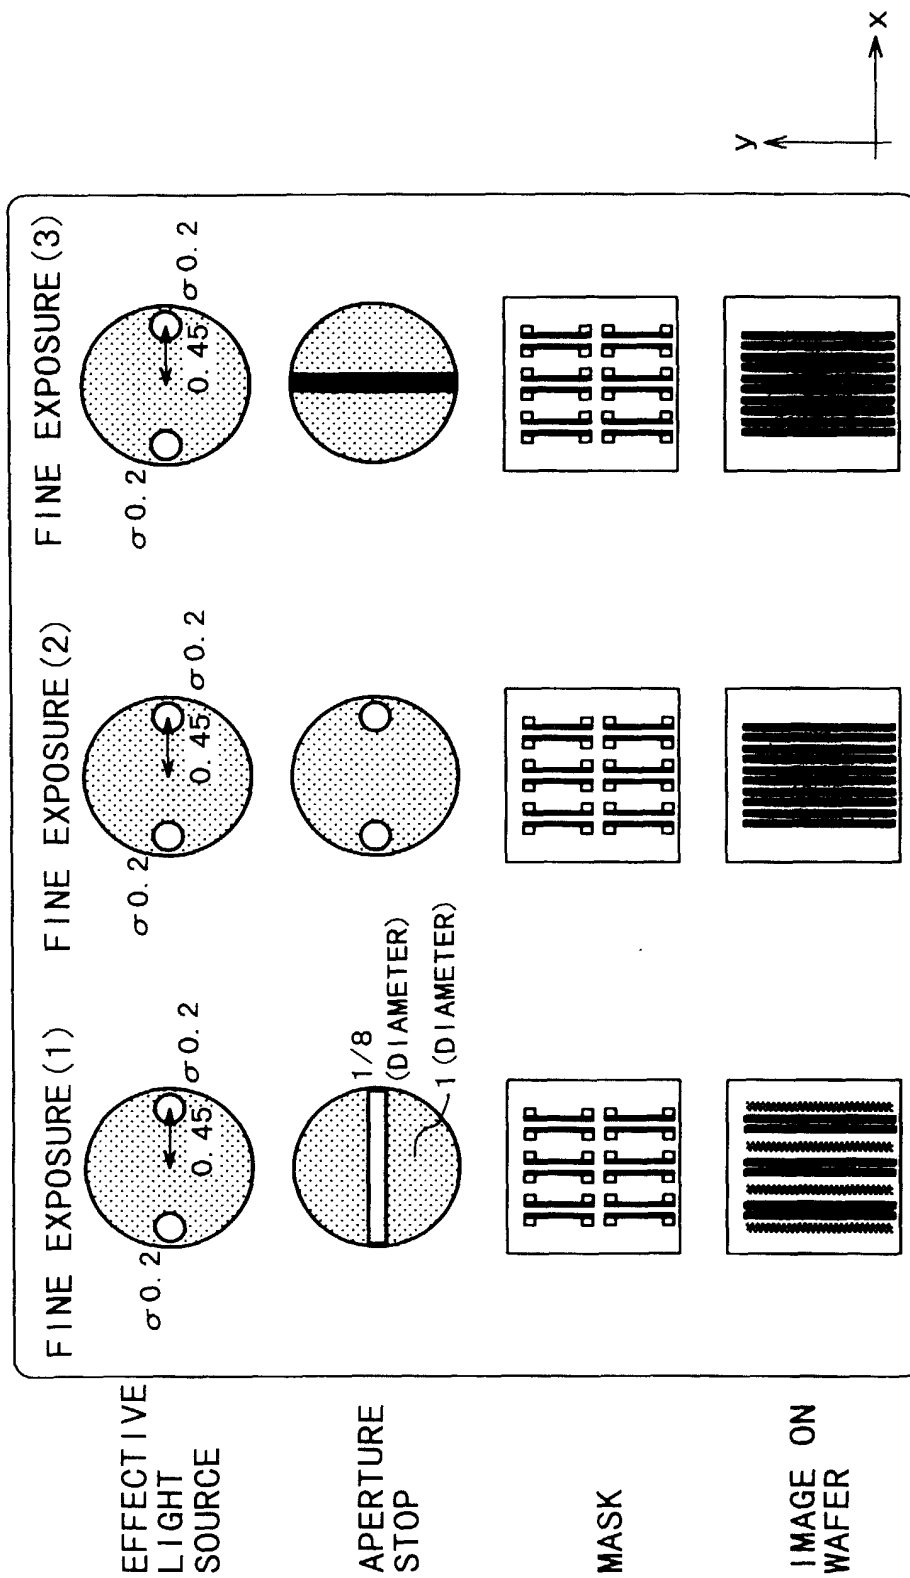 FINE EXPOSURE(1)
FINE EXPOSURE(2)
FINE EXPOSURE(3)
EFFECTIVE
LIGHT
SOURCE
σ0.2
0.45
σ0.2
σ0.2
0.45
σ0.2
σ0.2
0.45
σ0.2
APERTURE
STOP
1/8
(DIAMETER)
1(DIAMETER)
MASK
IMAGE ON
WAFER
y
x